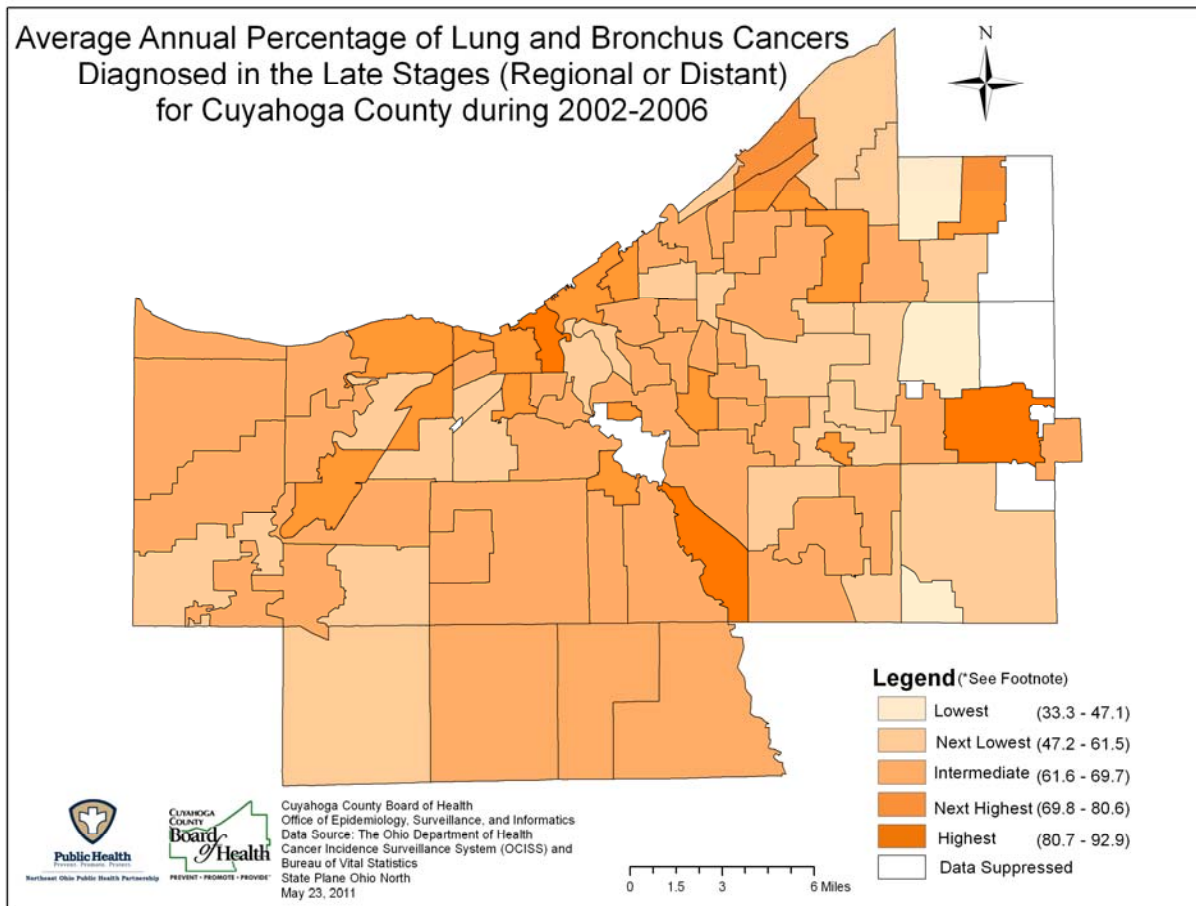 Average Annual Percentage of Lung and Bronchus Cancers
Diagnosed in the Late Stages (Regional or Distant)
for Cuyahoga County during 2002-2006
N
Legend (*See Footnote)
Lowest (33.3 - 47.1)
Next Lowest (47.2 - 61.5)
Intermediate (61.6 - 69.7)
Next Highest (69.8 - 80.6)
Highest (80.7 - 92.9)
Data Suppressed
Public Health
Prevent. Promote. Protect.
Northeast Ohio Public Health Partnership
CUYAHOGA
COUNTY
Board
of Health
PREVENT • PROMOTE • PROVIDE
Cuyahoga County Board of Health
Office of Epidemiology, Surveillance, and Informatics
Data Source: The Ohio Department of Health
Cancer Incidence Surveillance System (OCISS) and
Bureau of Vital Statistics
State Plane Ohio North
May 23, 2011
0 1.5 3 6 Miles